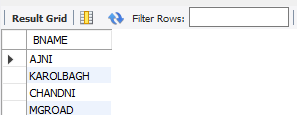 Result Grid Filter Rows:
BNAME
AJNI
KAROLBAGH
CHANDNI
MGROAD